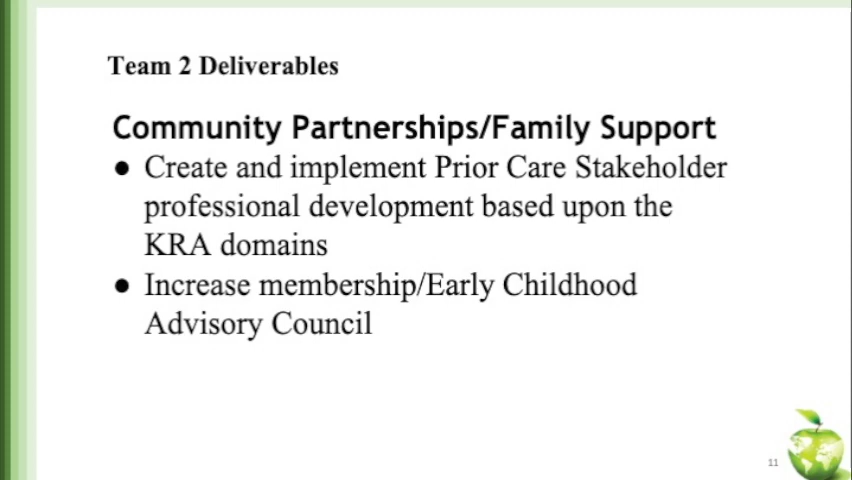 Team 2 Deliverables
Community Partnerships/Family Support
● Create and implement Prior Care Stakeholder
professional development based upon the
KRA domains
● Increase membership/Early Childhood
Advisory Council
11